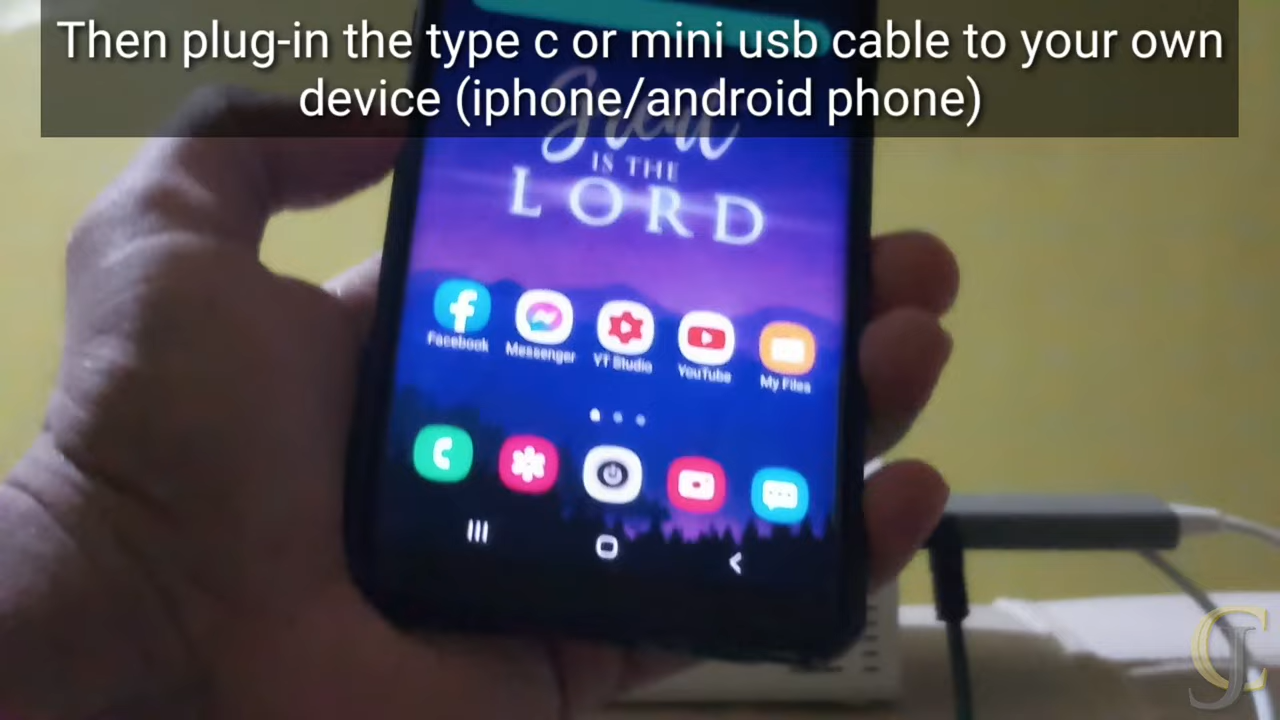 Then plug-in the type c or mini usb cable to your own
device (iphone/android phone)
IS THE
LORD
Facebook
Messenger
YT Studio
YouTube
My Files
CJ